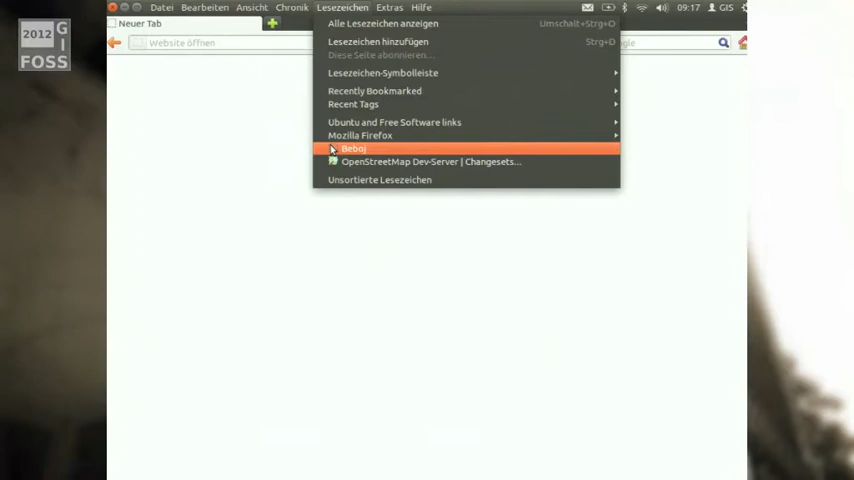 Datei Bearbeiten Ansicht Chronik Lesezeichen Extras Hilfe 09:17 GIS
Neuer Tab
Website öffnen
Alle Lesezeichen anzeigen Umschalt+Strg+O
Lesezeichen hinzufügen Strg+D
Diese Seite abonnieren...
Lesezeichen-Symbolleiste
Recently Bookmarked
Recent Tags
Ubuntu and Free Software links
Mozilla Firefox
Beboj
OpenStreetMap Dev-Server | Changesets...
Unsortierte Lesezeichen
2012
GI
FOSS